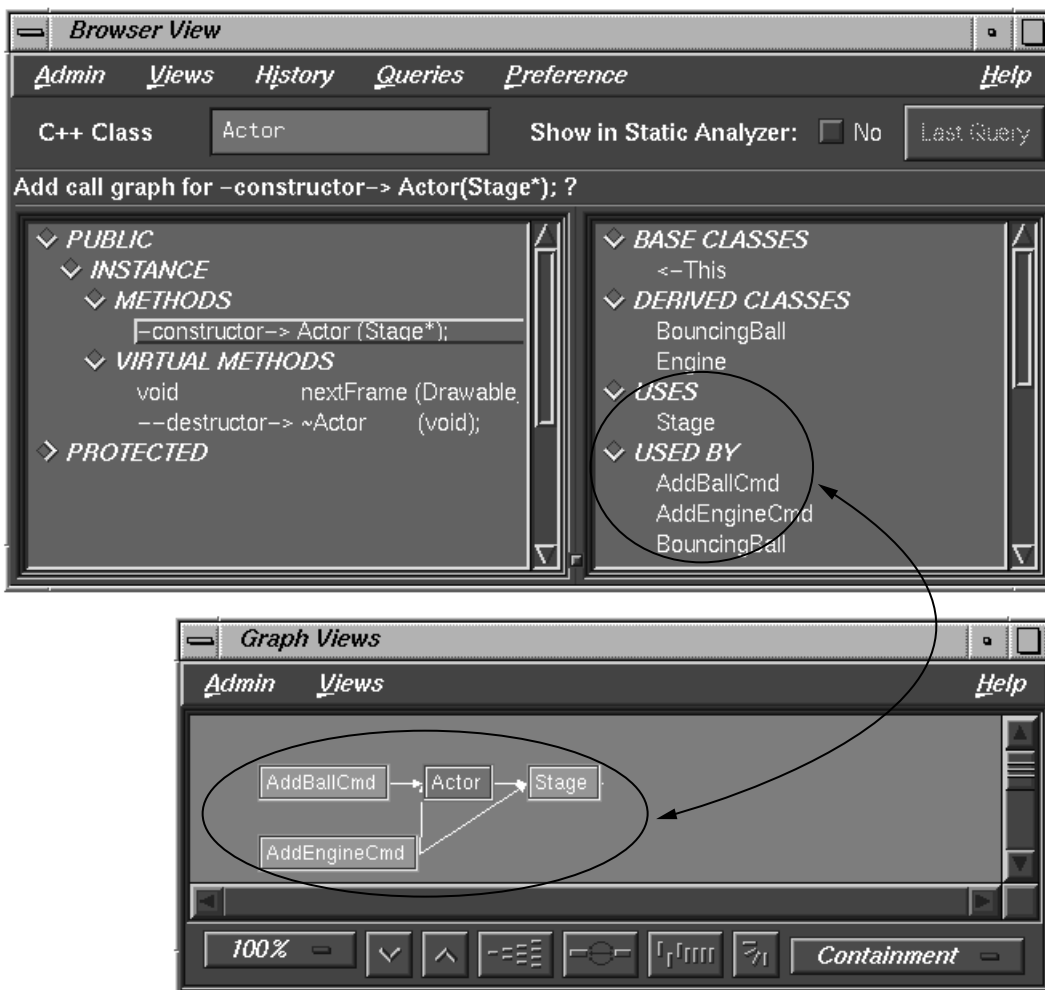 Browser View
Admin Views History Queries Preference Help
C++ Class Actor Show in Static Analyzer: No Last Query
Add call graph for -constructor-> Actor(Stage*); ?
PUBLIC
INSTANCE
METHODS
-constructor-> Actor (Stage*);
VIRTUAL METHODS
void nextFrame (Drawable,
--destructor-> ~Actor (void);
PROTECTED
BASE CLASSES
<-This
DERIVED CLASSES
BouncingBall
Engine
USES
Stage
USED BY
AddBallCmd
AddEngineCmd
BouncingBall
Graph Views
Admin Views Help
AddBallCmd Actor Stage
AddEngineCmd
100% Containment